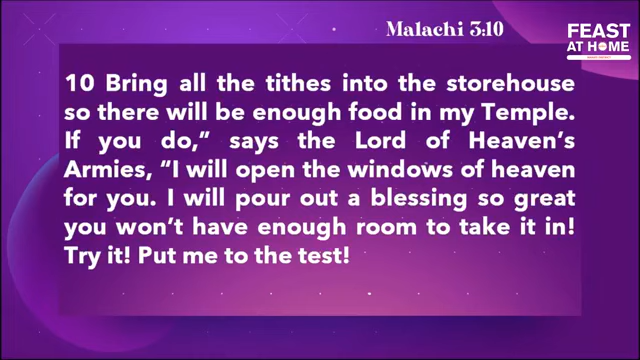 Malachi 3:10
FEAST
AT HOME
10 Bring all the tithes into the storehouse
so there will be enough food in my Temple.
If you do,” says the Lord of Heaven’s
Armies, “I will open the windows of heaven
for you. I will pour out a blessing so great
you won’t have enough room to take it in!
Try it! Put me to the test!